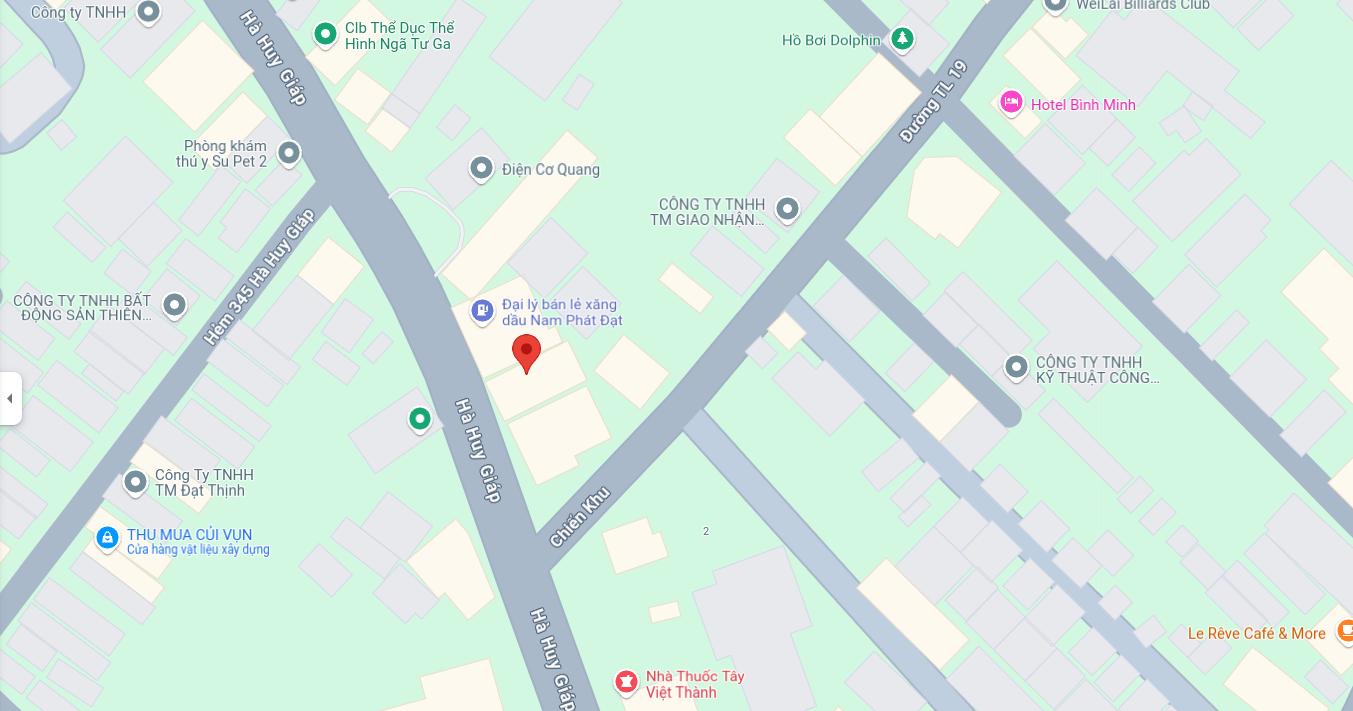 Công ty TNHH
Hà Huy Giáp
Clb Thể Dục Thể
Hình Ngã Tư Ga
Hồ Bơi Dolphin
WeiLai Billiards Club
Đường TL 19
Hotel Bình Minh
Phòng khám
thú y Su Pet 2
Điện Cơ Quang
CÔNG TY TNHH
TM GIAO NHẬN...
Hẻm 345 Hà Huy Giáp
CÔNG TY TNHH BẤT
ĐỘNG SẢN THIÊN...
Đại lý bán lẻ xăng
dầu Nam Phát Đạt
CÔNG TY TNHH
KỸ THUẬT CÔNG...
Hà Huy Giáp
Công Ty TNHH
TM Đạt Thịnh
THU MUA CỦI VỤN
Cửa hàng vật liệu xây dựng
Chiến Khu
2
Hà Huy Giáp
Le Rêve Café & More
Nhà Thuốc Tây
Việt Thành